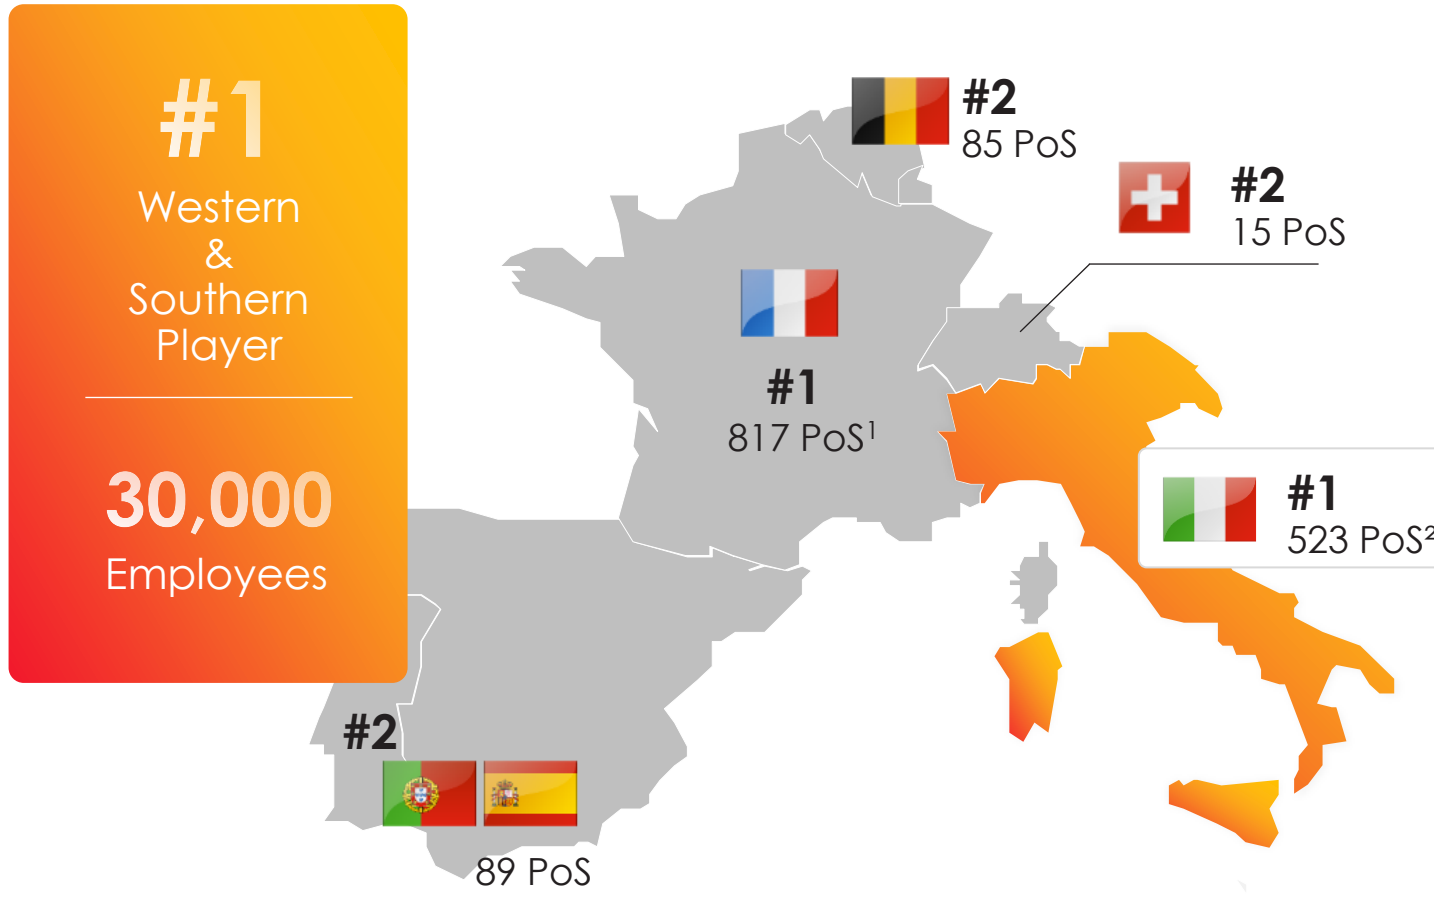 #1
Western
&
Southern
Player
30,000
Employees
#2
85 PoS
#2
15 PoS
#1
817 PoS¹
#1
523 PoS²
#2
89 PoS